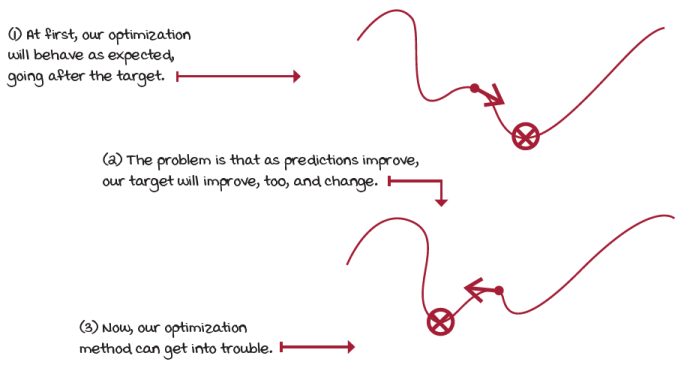 (1) At first, our optimization
will behave as expected,
going after the target.
(2) The problem is that as predictions improve,
our target will improve, too, and change.
(3) Now, our optimization
method can get into trouble.